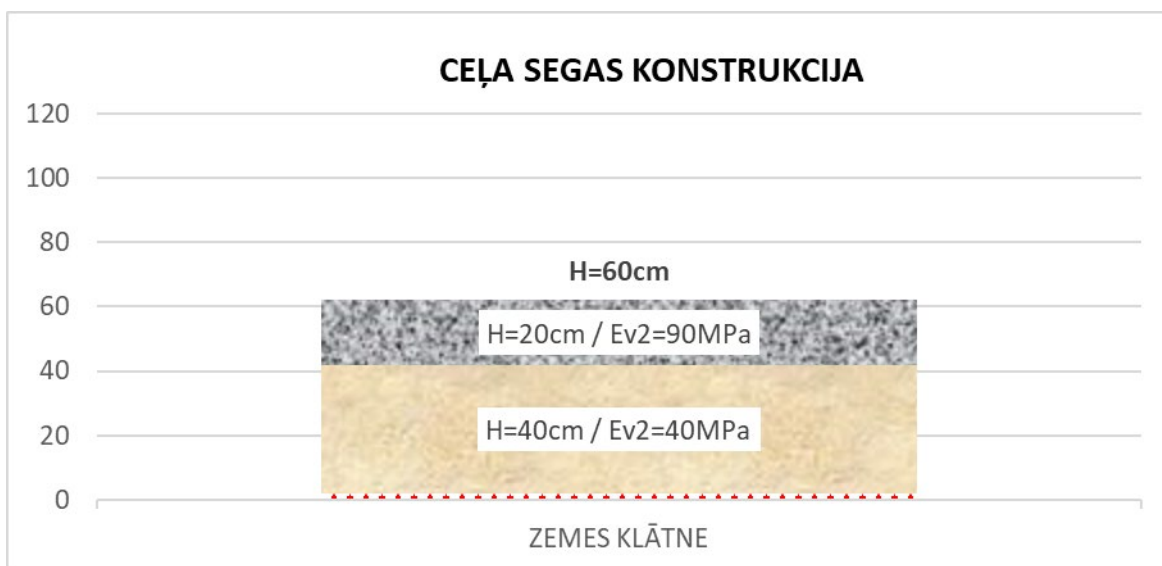 CEĻA SEGAS KONSTRUKCIJA
120
100
80
60
40
20
0
H=60cm
H=20cm / Ev2=90MPa
H=40cm / Ev2=40MPa
ZEMES KLĀTNE